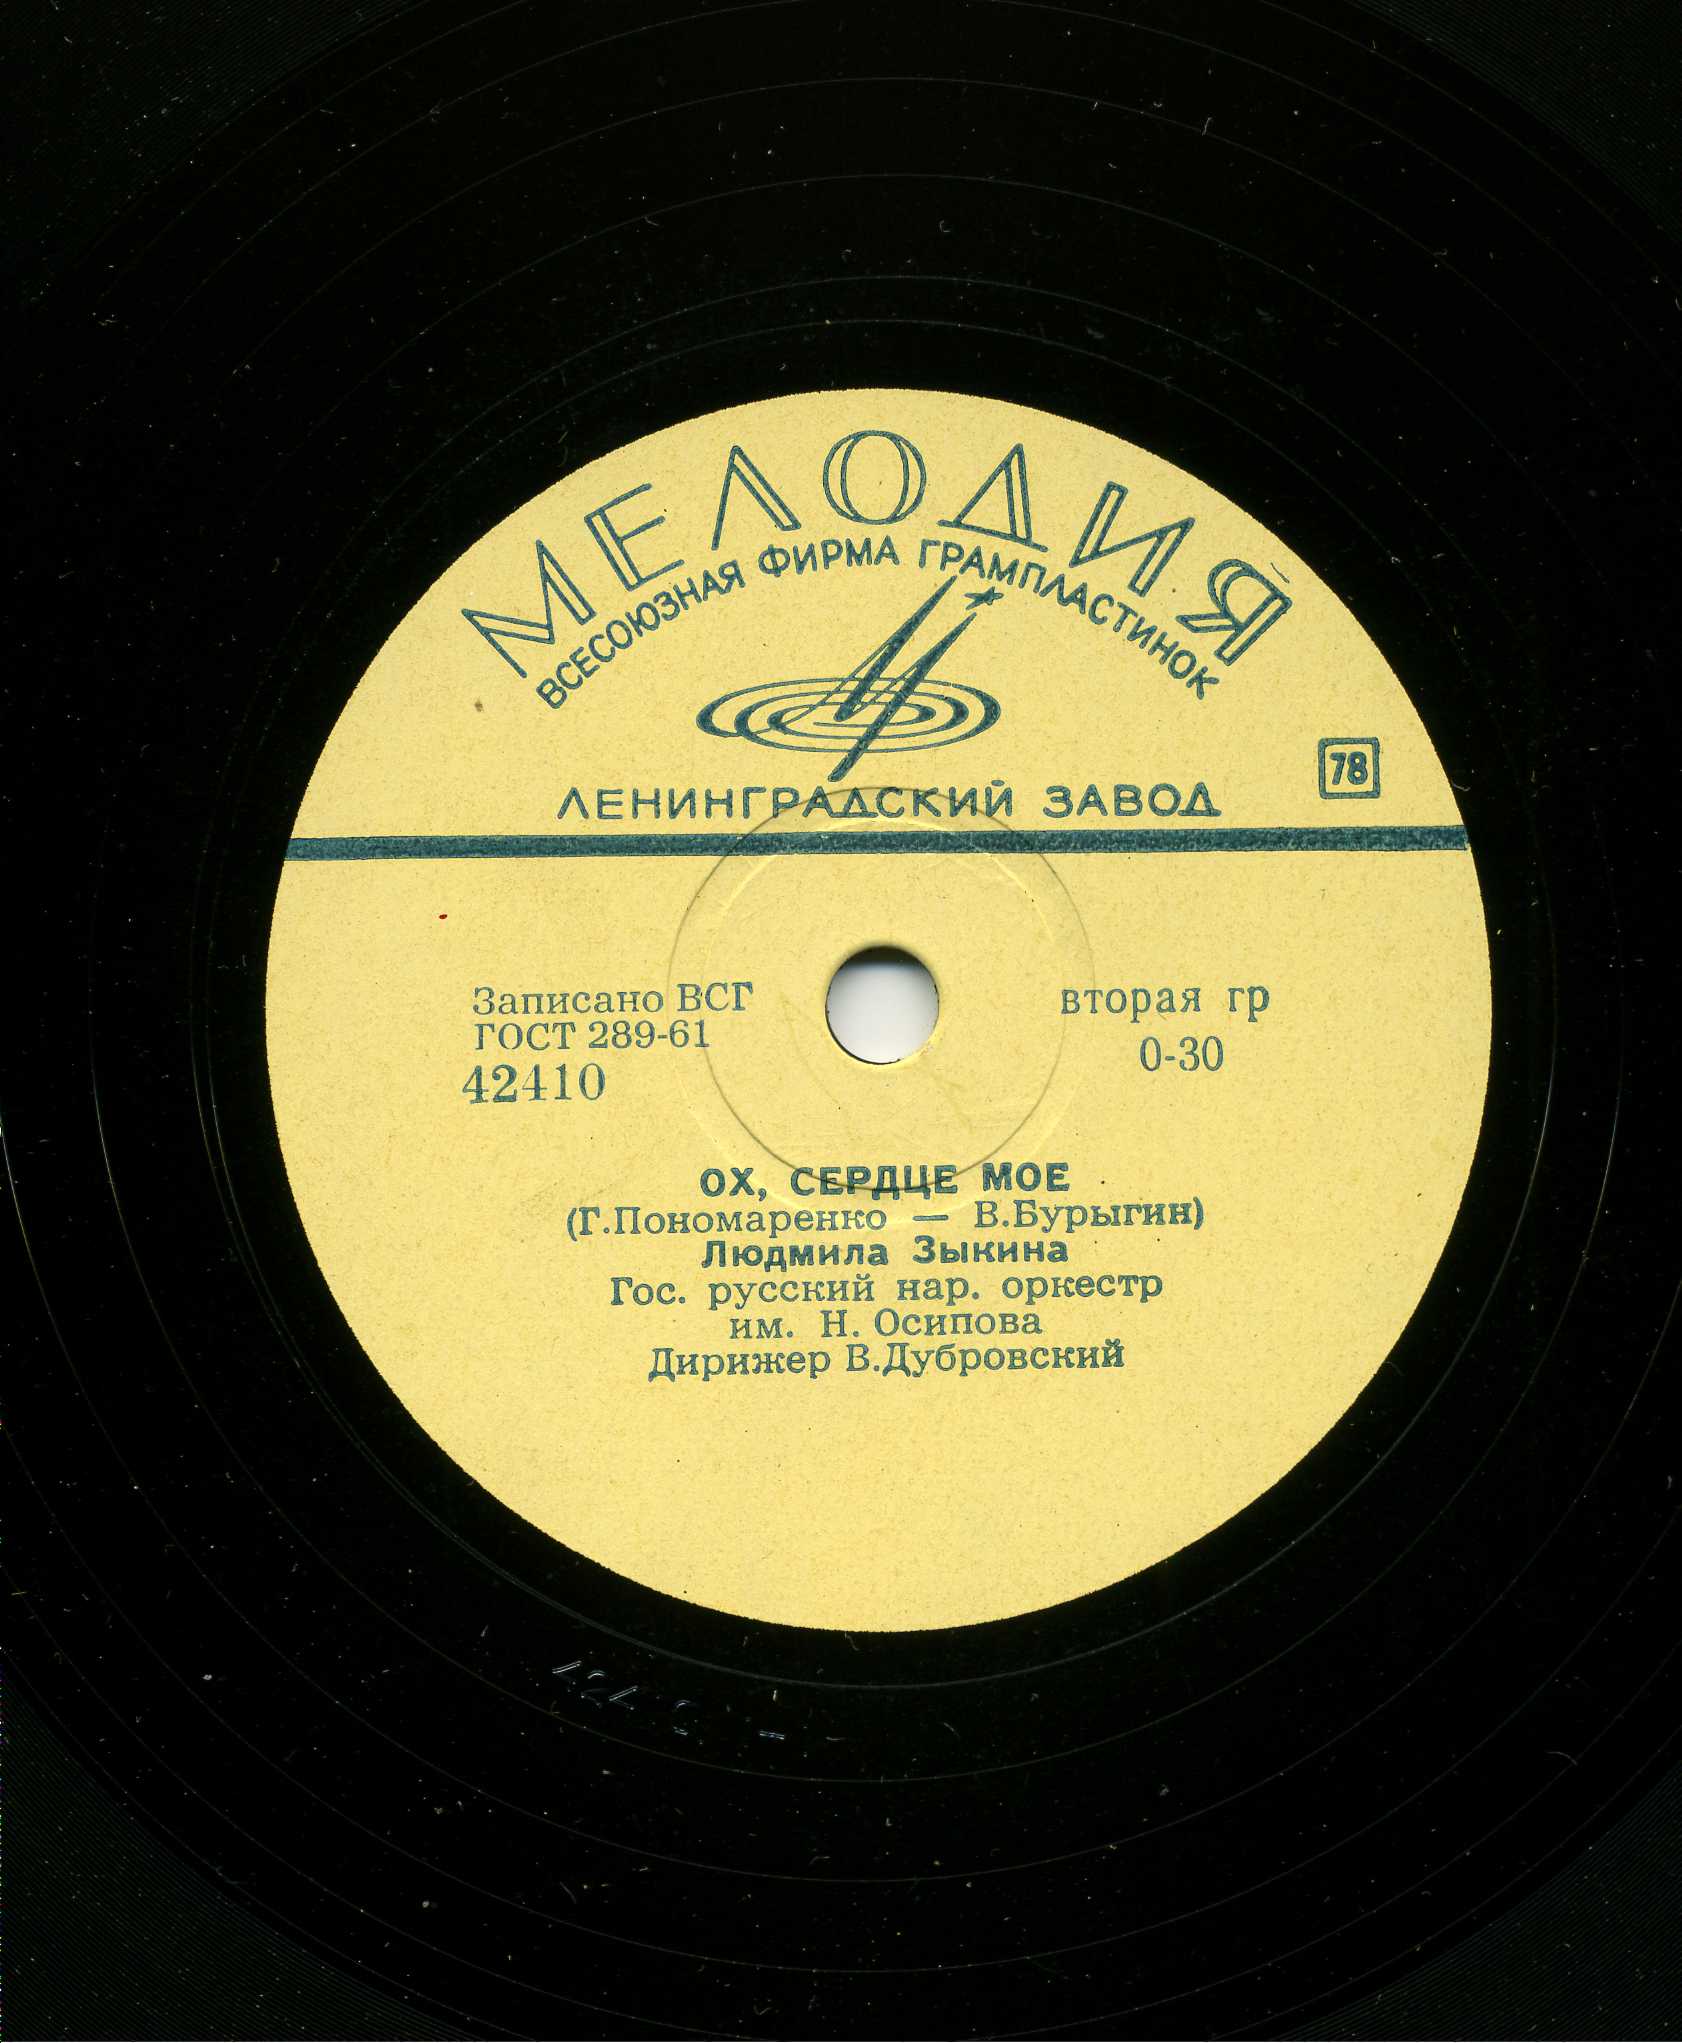 МЕЛОДИЯ
ВСЕСОЮЗНАЯ ФИРМА ГРАМПЛАСТИНОК
ЛЕНИНГРАДСКИЙ ЗАВОД
78
Записано ВСГ
ГОСТ 289-61
42410
вторая гр
0-30
ОХ, СЕРДЦЕ МОЕ
(Г.Пономаренко — В.Бурыгин)
Людмила Зыкина
Гос. русский нар. оркестр
им. Н. Осипова
Дирижер В.Дубровский